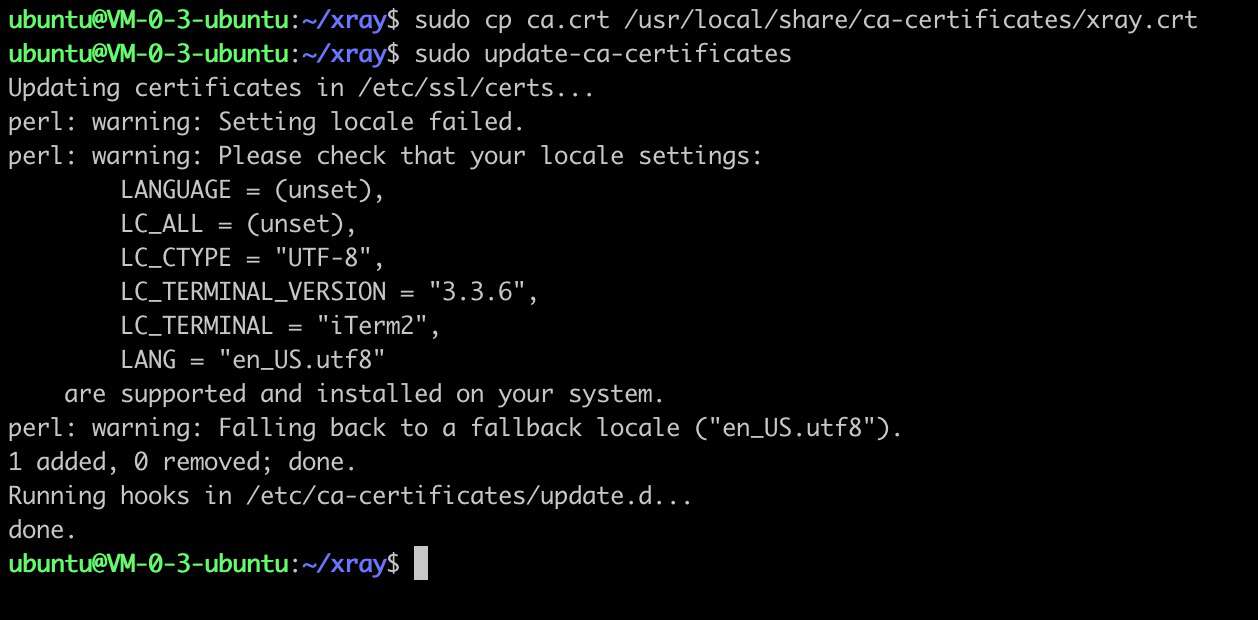 ubuntu@VM-0-3-ubuntu:~/xray$ sudo cp ca.crt /usr/local/share/ca-certificates/xray.crt
ubuntu@VM-0-3-ubuntu:~/xray$ sudo update-ca-certificates
Updating certificates in /etc/ssl/certs...
perl: warning: Setting locale failed.
perl: warning: Please check that your locale settings:
        LANGUAGE = (unset),
        LC_ALL = (unset),
        LC_CTYPE = "UTF-8",
        LC_TERMINAL_VERSION = "3.3.6",
        LC_TERMINAL = "iTerm2",
        LANG = "en_US.utf8"
    are supported and installed on your system.
perl: warning: Falling back to a fallback locale ("en_US.utf8").
1 added, 0 removed; done.
Running hooks in /etc/ca-certificates/update.d...
done.
ubuntu@VM-0-3-ubuntu:~/xray$